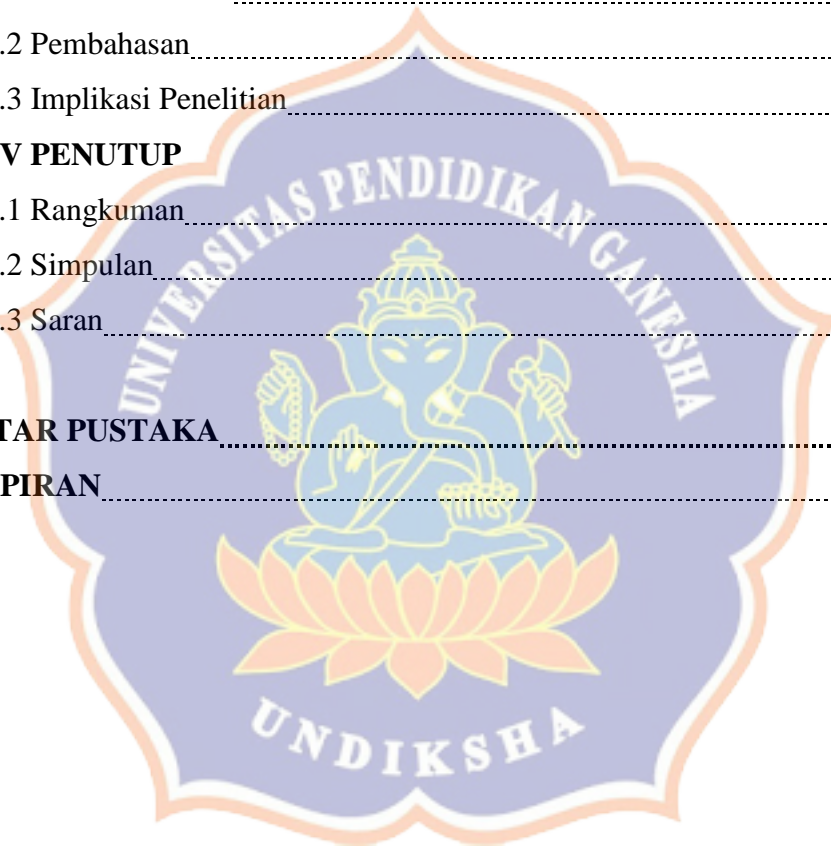 .2 Pembahasan
.3 Implikasi Penelitian
V PENUTUP
.1 Rangkuman
.2 Simpulan
.3 Saran
TAR PUSTAKA
PIRAN
UNIVERSITAS PENDIDIKAN GANESHA
UNDIKSHA